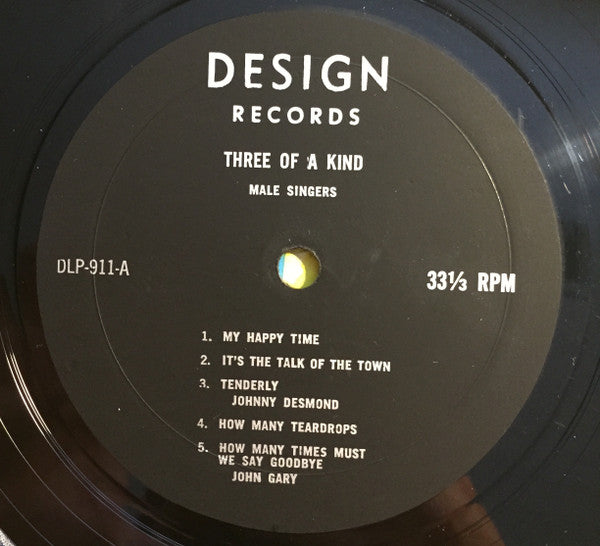 DESIGN
RECORDS
THREE OF A KIND
MALE SINGERS
DLP-911-A
33⅓ RPM
1. MY HAPPY TIME
2. IT'S THE TALK OF THE TOWN
3. TENDERLY
JOHNNY DESMOND
4. HOW MANY TEARDROPS
5. HOW MANY TIMES MUST
WE SAY GOODBYE
JOHN GARY